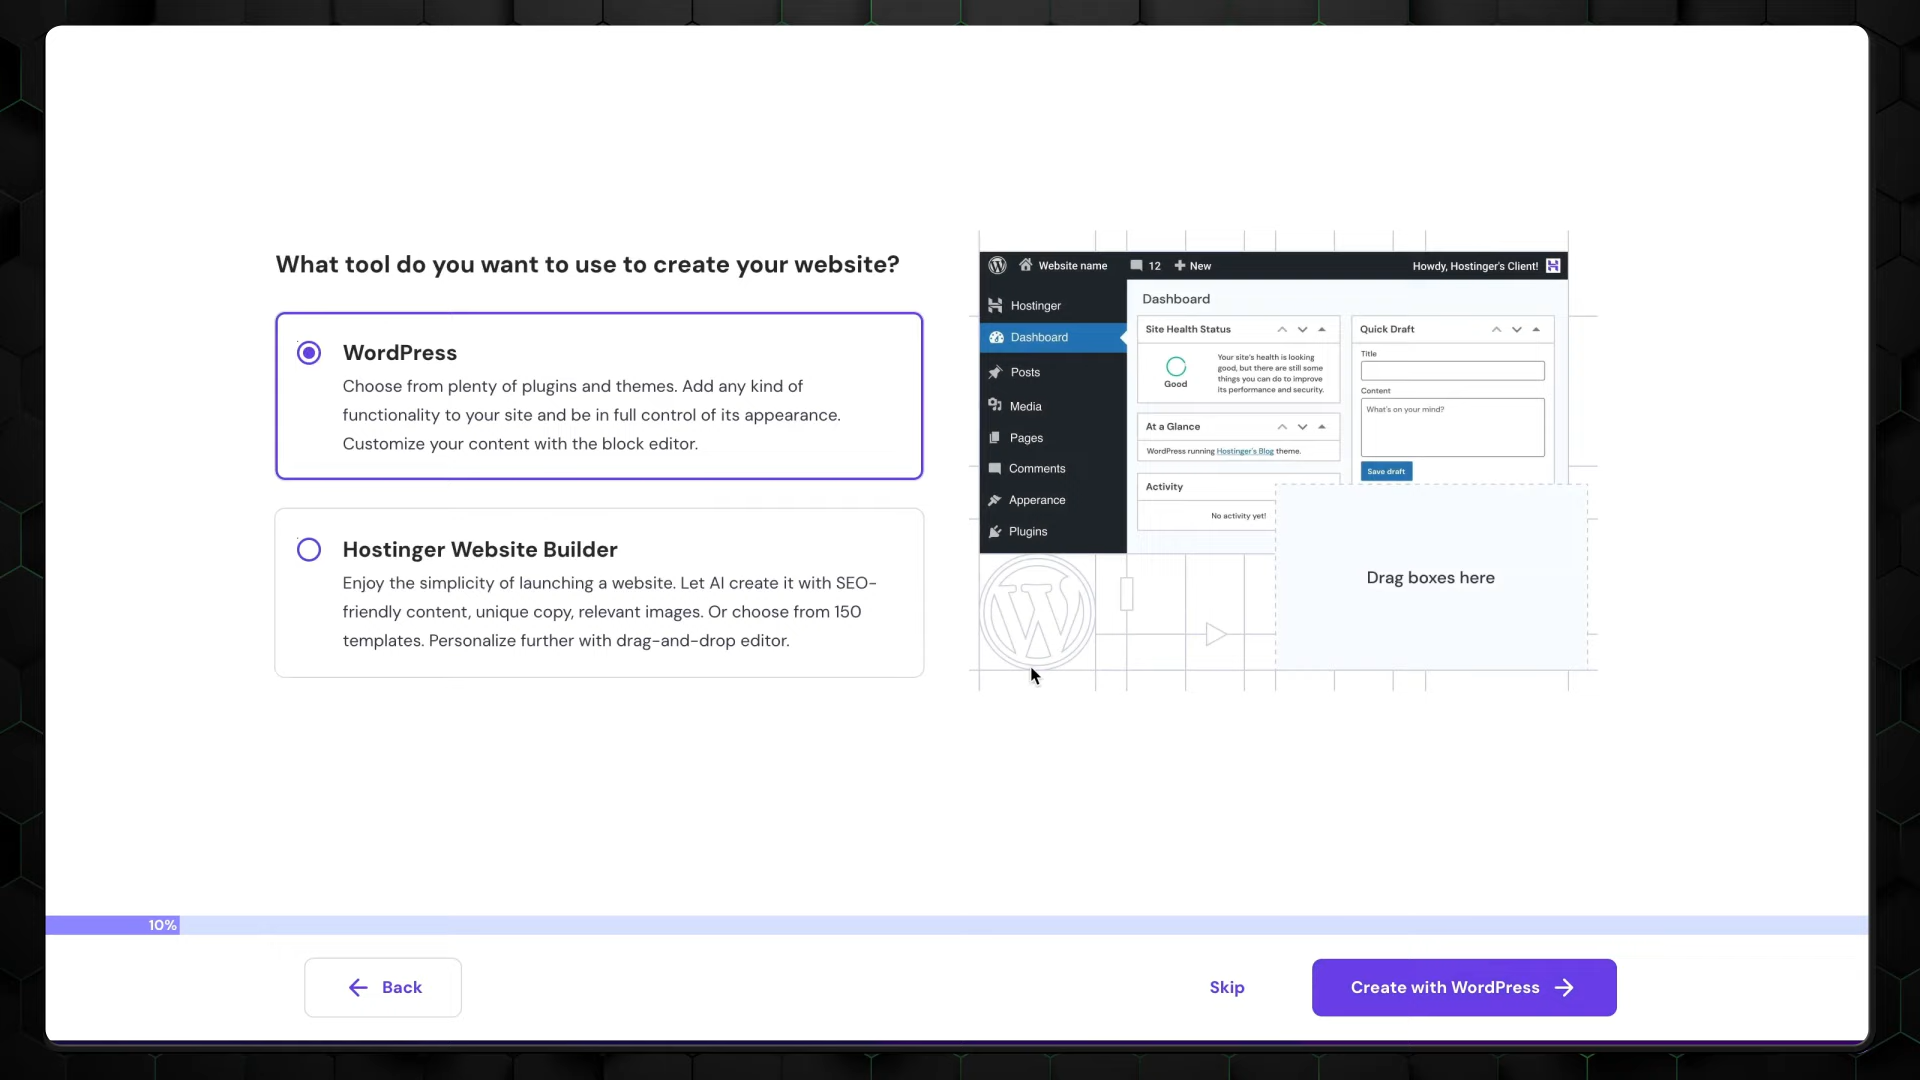 What tool do you want to use to create your website?
WordPress
Choose from plenty of plugins and themes. Add any kind of
functionality to your site and be in full control of its appearance.
Customize your content with the block editor.
Hostinger Website Builder
Enjoy the simplicity of launching a website. Let AI create it with SEO-
friendly content, unique copy, relevant images. Or choose from 150
templates. Personalize further with drag-and-drop editor.
Website name 12 New Howdy, Hostinger's Client!
Hostinger
Dashboard
Posts
Media
Pages
Comments
Apperance
Plugins
Dashboard
Site Health Status
Good
Your site's health is looking
good, but there are still some
things you can do to improve
its performance and security.
At a Glance
WordPress running Hostinger's Blog theme.
Activity
No activity yet!
Quick Draft
Title
Content
What's on your mind?
Save draft
Drag boxes here
10%
Back
Skip
Create with WordPress